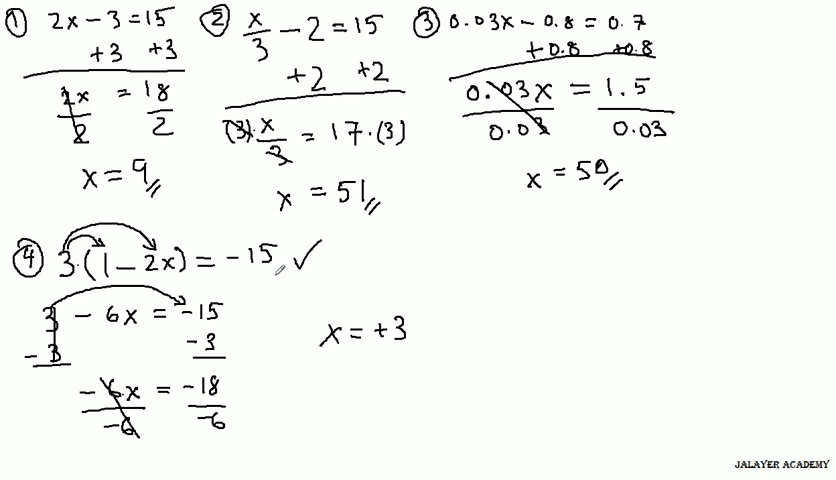 ① 2x - 3 = 15
+3 +3
2x = 18
2 2
x = 9
② x/3 - 2 = 15
+2 +2
(3)· x/3 = 17·(3)
x = 51
③ 0.03x - 0.8 = 0.7
+0.8 +0.8
0.03x = 1.5
0.03 0.03
x = 50
④ 3·(1 - 2x) = -15 ✓
3 - 6x = -15
-3 -3
-6x = -18
-6 -6
x = +3
JALAYER ACADEMY